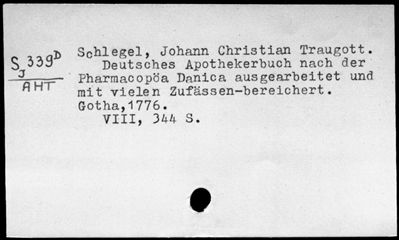 S 339D
J
AHT
Schlegel, Johann Christian Traugott.
Deutsches Apothekerbuch nach der
Pharmacopöa Danica ausgearbeitet und
mit vielen Zufässen-bereichert.
Gotha,1776.
VIII, 344 S.